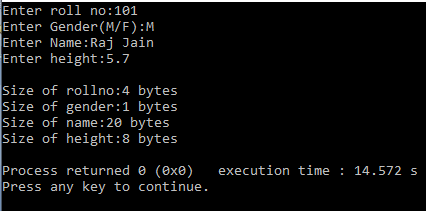 Enter roll no:101
Enter Gender(M/F):M
Enter Name:Raj Jain
Enter height:5.7
Size of rollno:4 bytes
Size of gender:1 bytes
Size of name:20 bytes
Size of height:8 bytes
Process returned 0 (0x0)   execution time : 14.572 s
Press any key to continue.